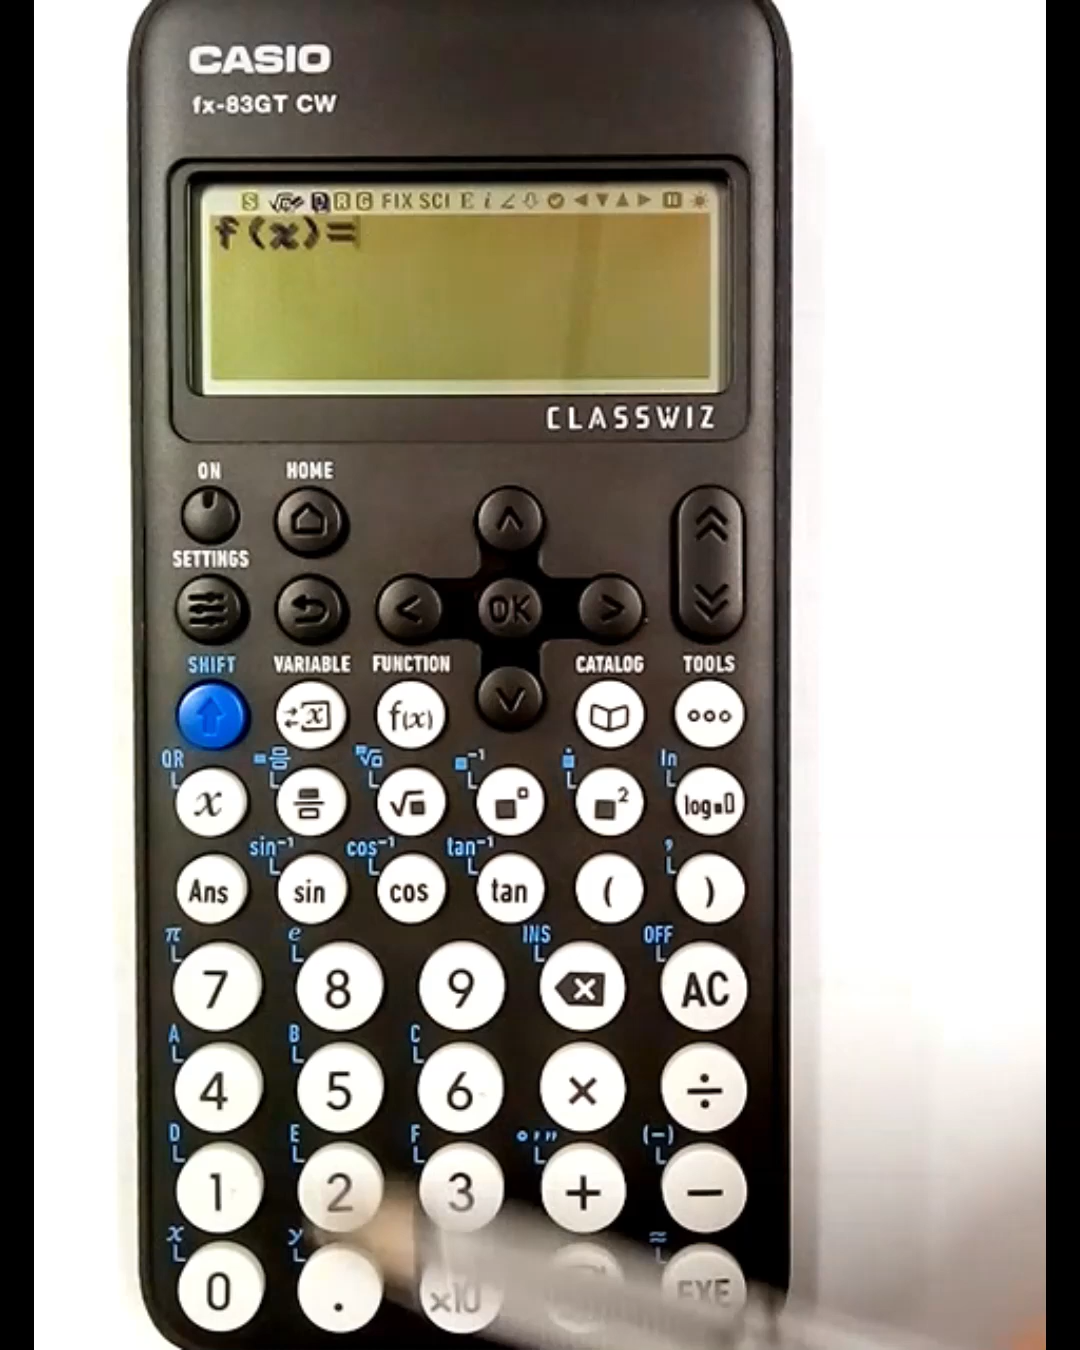 CASIO
fx-83GT CW
S √ D R G FIX SCI E i ∠
f(x)=
CLASSWIZ
ON HOME
SETTINGS
OK
SHIFT VARIABLE FUNCTION CATALOG TOOLS
x f(x)
QR ln
x √ log
sin⁻¹ cos⁻¹ tan⁻¹ ,
Ans sin cos tan ( )
π e INS OFF
7 8 9 AC
A B C
4 5 6 × ÷
D E F (−)
1 2 3 + −
x y ≈
0 . ×10 EXE